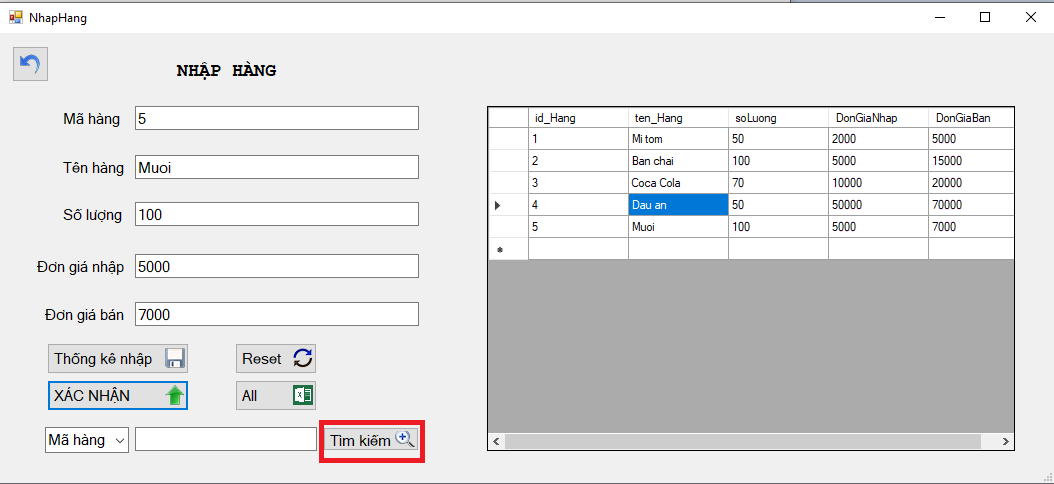 NhapHang
NHẬP HÀNG
Mã hàng 5
Tên hàng Muoi
Số lượng 100
Đơn giá nhập 5000
Đơn giá bán 7000
Thống kê nhập Reset
XÁC NHẬN All
Mã hàng Tìm kiếm
id_Hang ten_Hang soLuong DonGiaNhap DonGiaBan
1 Mi tom 50 2000 5000
2 Ban chai 100 5000 15000
3 Coca Cola 70 10000 20000
4 Dau an 50 50000 70000
5 Muoi 100 5000 7000